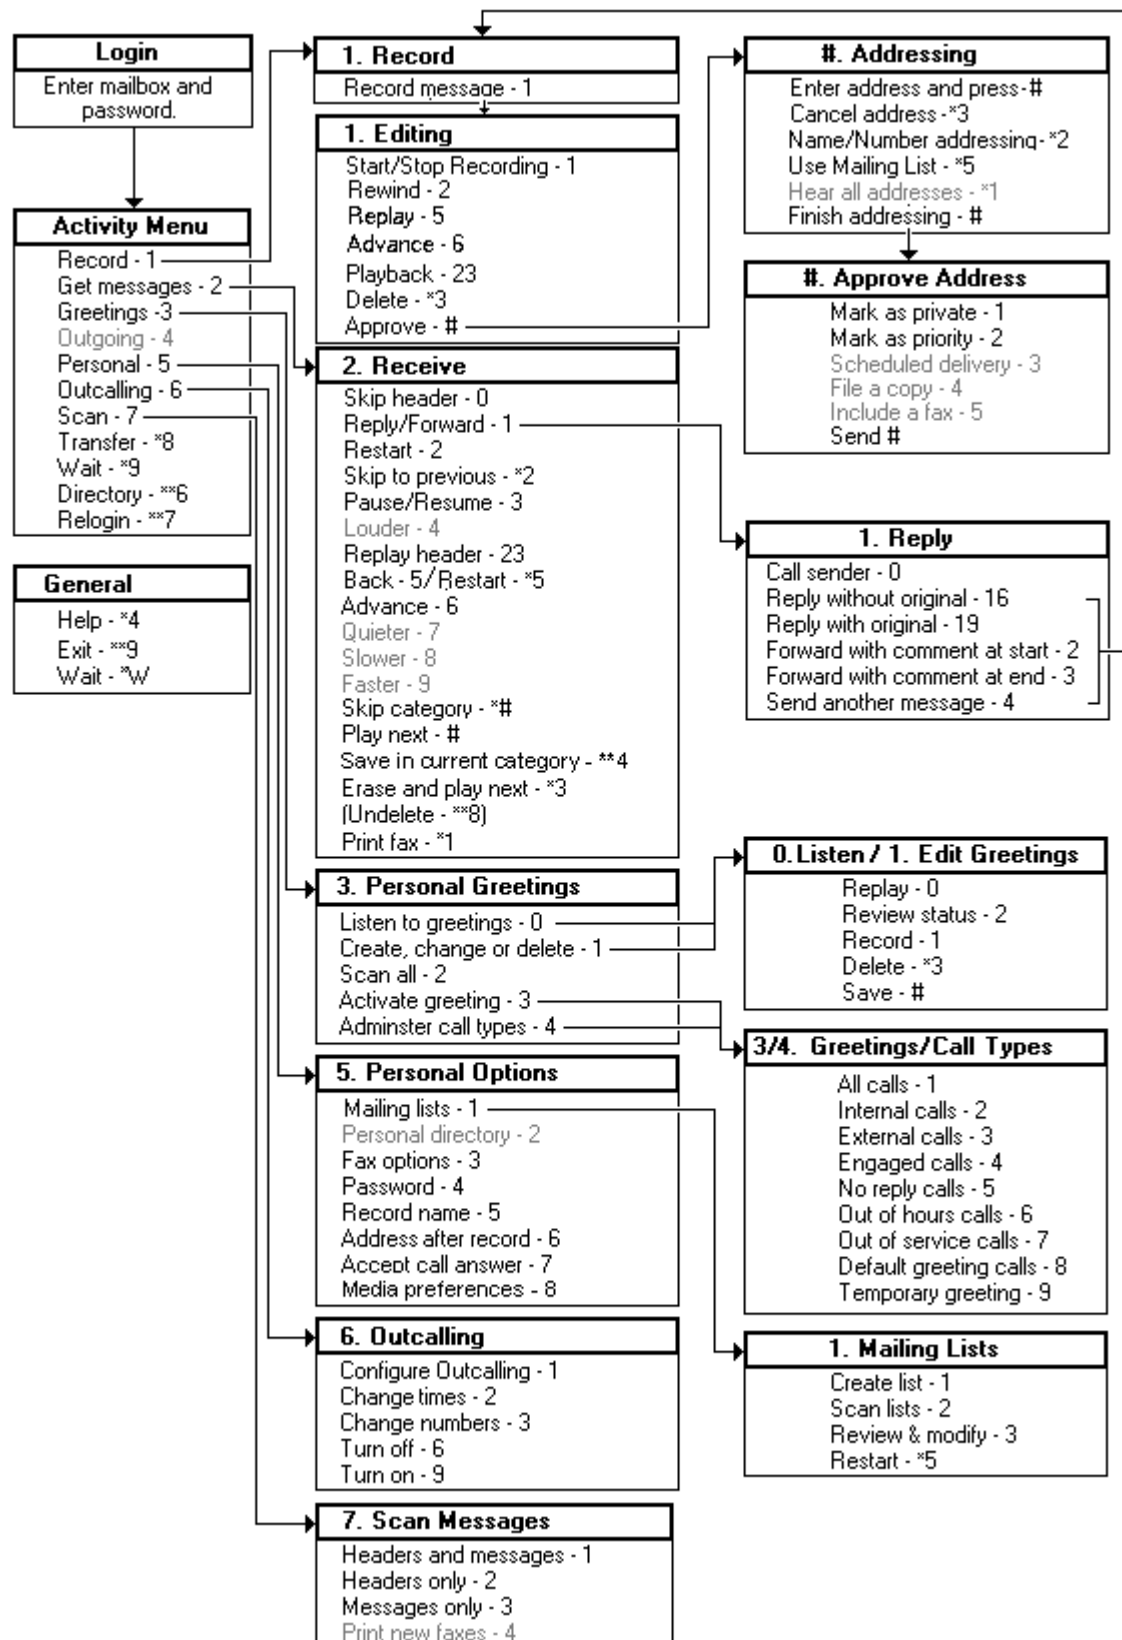 Login
Enter mailbox and
password.
Activity Menu
Record - 1
Get messages - 2
Greetings -3
Outgoing - 4
Personal - 5
Outcalling - 6
Scan - 7
Transfer - *8
Wait - *9
Directory - **6
Relogin - **7
General
Help - *4
Exit - **9
Wait - *W
1. Record
Record message - 1
1. Editing
Start/Stop Recording - 1
Rewind - 2
Replay - 5
Advance - 6
Playback - 23
Delete - *3
Approve - #
2. Receive
Skip header - 0
Reply/Forward - 1
Restart - 2
Skip to previous - *2
Pause/Resume - 3
Louder - 4
Replay header - 23
Back - 5/Restart - *5
Advance - 6
Quieter - 7
Slower - 8
Faster - 9
Skip category - *#
Play next - #
Save in current category - **4
Erase and play next - *3
(Undelete - **8)
Print fax - *1
3. Personal Greetings
Listen to greetings - 0
Create, change or delete - 1
Scan all - 2
Activate greeting - 3
Adminster call types - 4
5. Personal Options
Mailing lists - 1
Personal directory - 2
Fax options - 3
Password - 4
Record name - 5
Address after record - 6
Accept call answer - 7
Media preferences - 8
6. Outcalling
Configure Outcalling - 1
Change times - 2
Change numbers - 3
Turn off - 6
Turn on - 9
7. Scan Messages
Headers and messages - 1
Headers only - 2
Messages only - 3
Print new faxes - 4
#. Addressing
Enter address and press-#
Cancel address -*3
Name/Number addressing- *2
Use Mailing List - *5
Hear all addresses - *1
Finish addressing - #
#. Approve Address
Mark as private - 1
Mark as priority - 2
Scheduled delivery - 3
File a copy - 4
Include a fax - 5
Send #
1. Reply
Call sender - 0
Reply without original - 16
Reply with original - 19
Forward with comment at start - 2
Forward with comment at end - 3
Send another message - 4
0.Listen / 1. Edit Greetings
Replay - 0
Review status - 2
Record - 1
Delete - *3
Save - #
3/4. Greetings/Call Types
All calls - 1
Internal calls - 2
External calls - 3
Engaged calls - 4
No reply calls - 5
Out of hours calls - 6
Out of service calls - 7
Default greeting calls - 8
Temporary greeting - 9
1. Mailing Lists
Create list - 1
Scan lists - 2
Review & modify - 3
Restart - *5